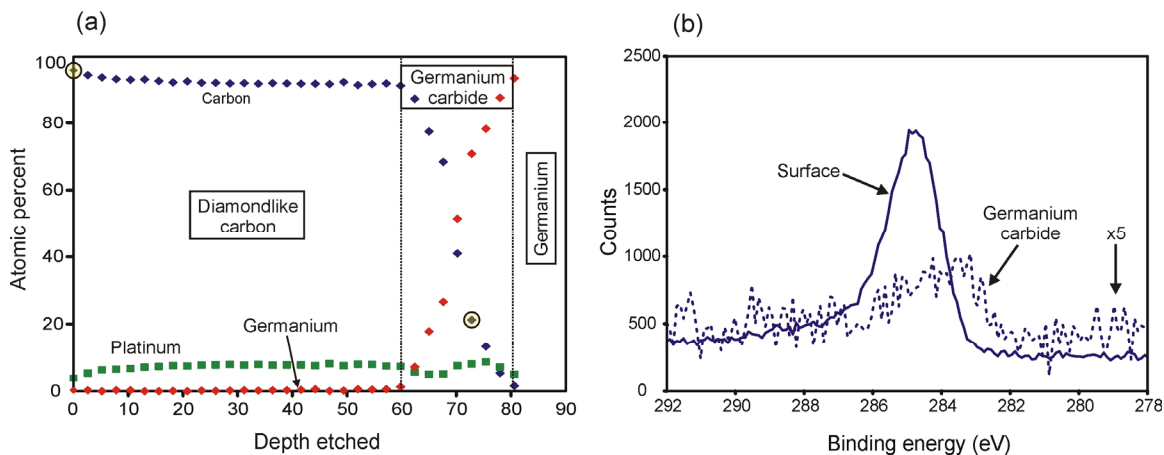 (a)
100
80
60
40
20
0
Atomic percent
Carbon
Germanium
carbide
Diamondlike
carbon
Germanium
Platinum
Germanium
0 10 20 30 40 50 60 70 80 90
Depth etched
(b)
2500
2000
1500
1000
500
0
Counts
Surface
Germanium
carbide
x5
292 290 288 286 284 282 280 278
Binding energy (eV)